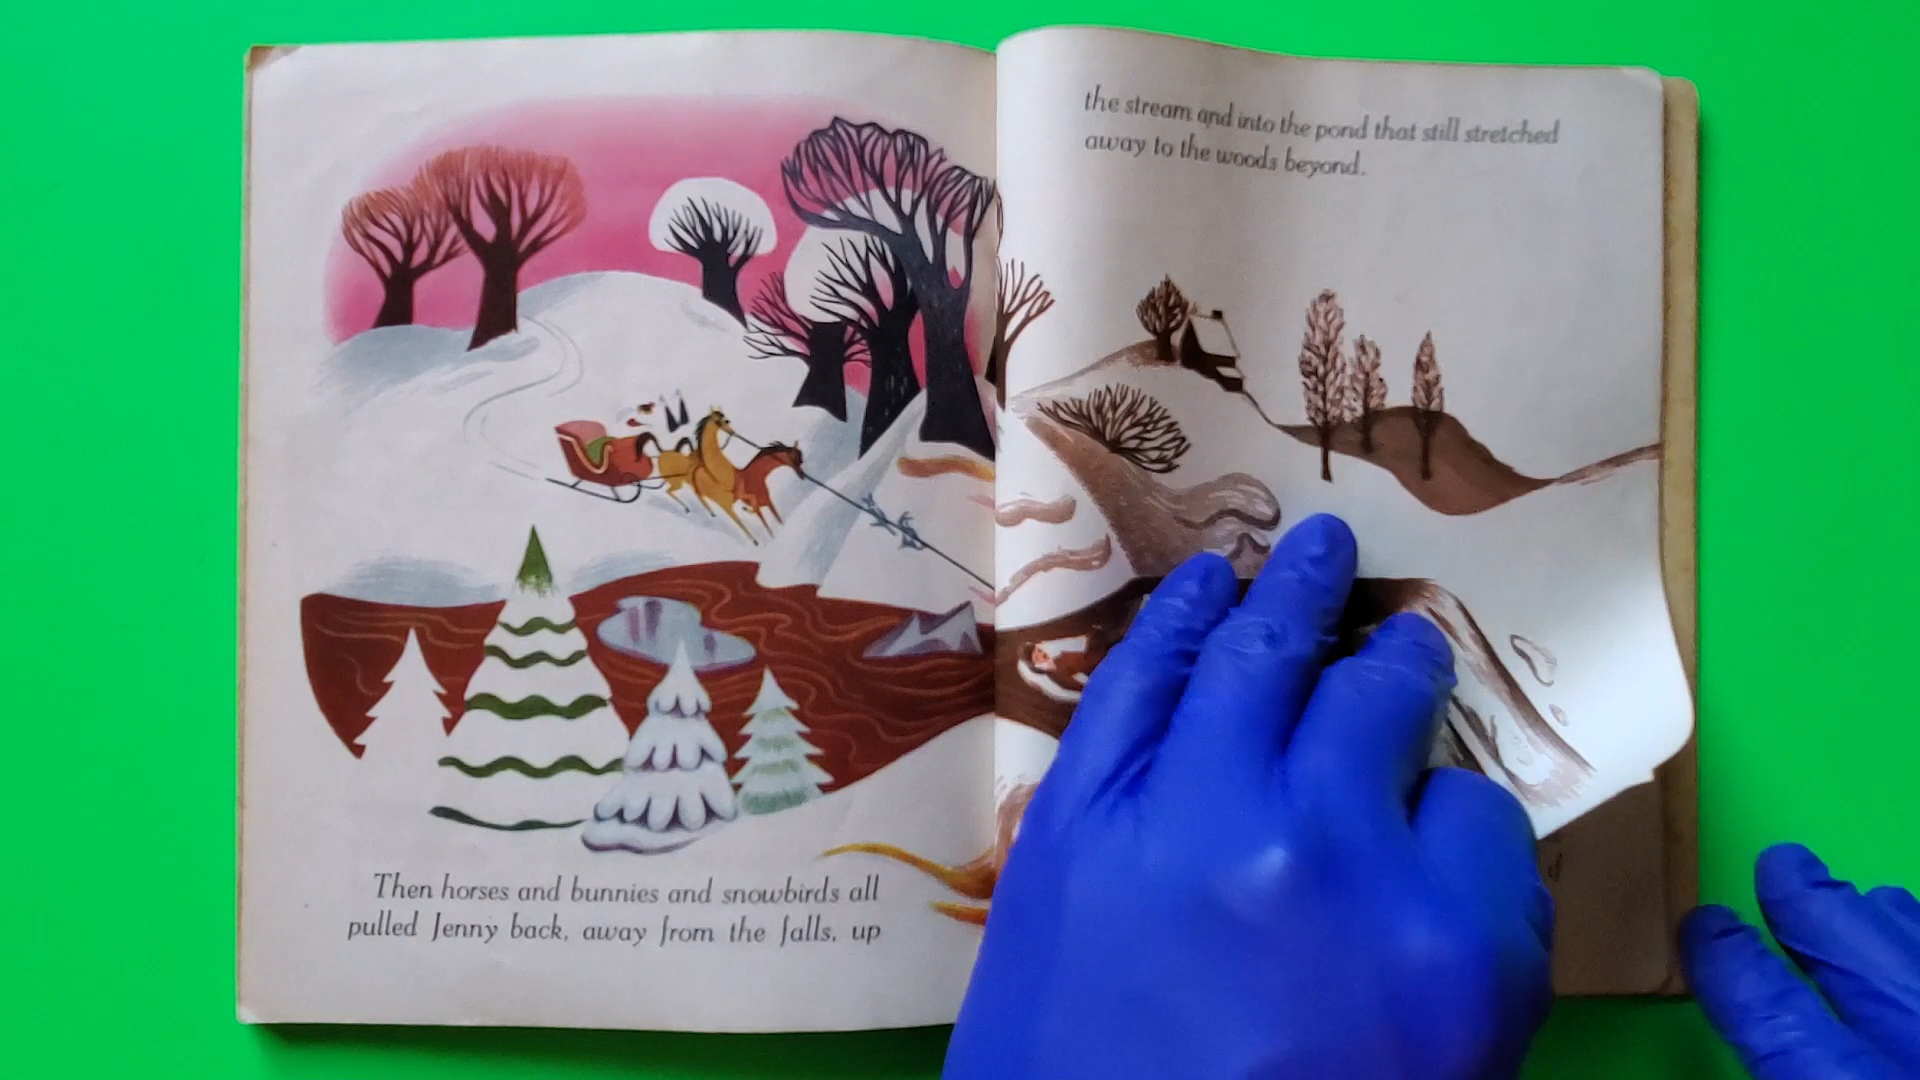 Then horses and bunnies and snowbirds all
pulled Jenny back, away from the falls, up
the stream and into the pond that still stretched
away to the woods beyond.
if